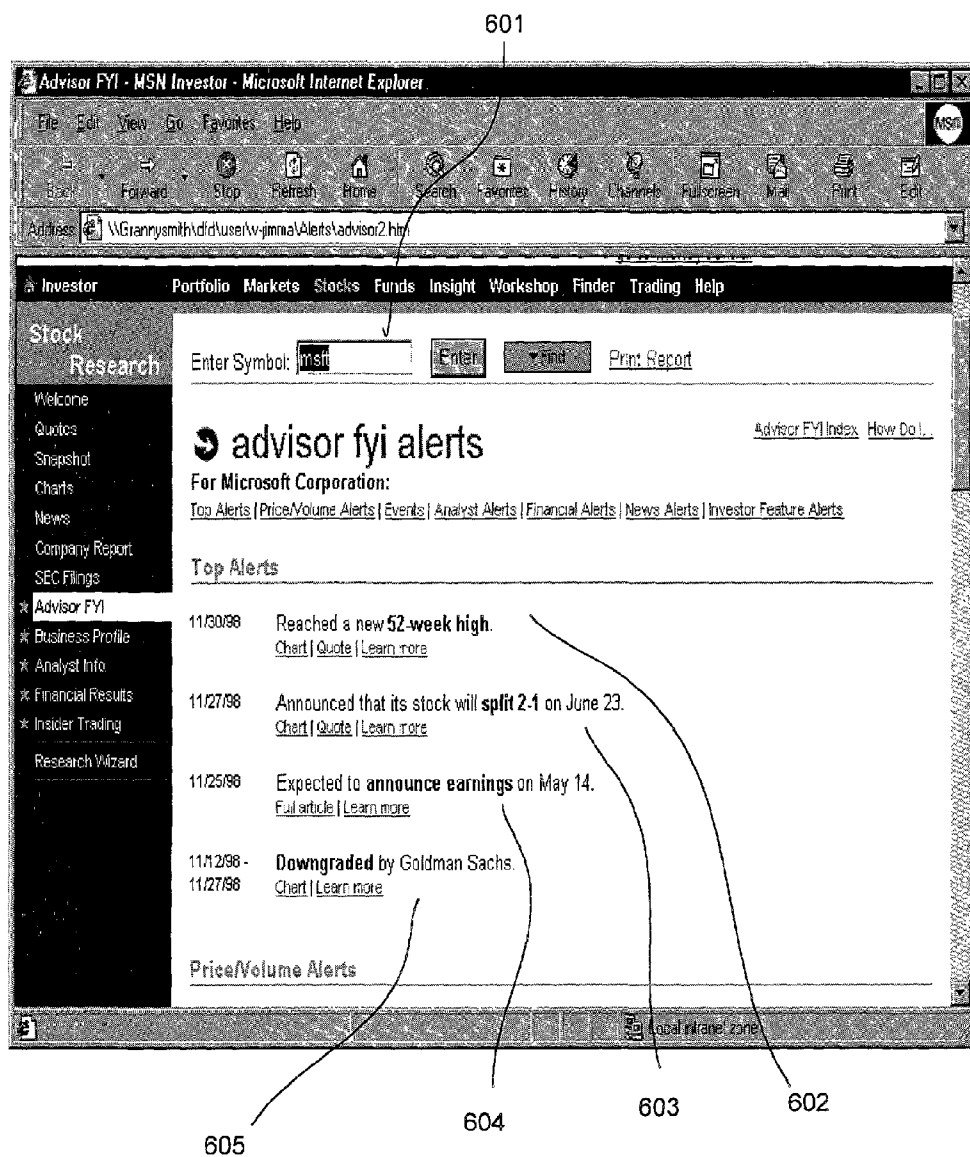 601
Advisor FYI - MSN Investor - Microsoft Internet Explorer
File Edit View Go Favorites Help
msn
Back Forward Stop Refresh Home Search Favorites History Channels Fullscreen Mail Print Edit
Address \\Grannysmith\dfd\user\v-jimma\Alerts\advisor2.htm
Investor Portfolio Markets Stocks Funds Insight Workshop Finder Trading Help
Stock Research
Enter Symbol: msft Enter Find Print Report
Welcome
Quotes
Snapshot
Charts
News
Company Report
SEC Filings
Advisor FYI
Business Profile
Analyst Info
Financial Results
Insider Trading
Research Wizard
Advisor FYI Index How Do I...
advisor fyi alerts
For Microsoft Corporation:
Top Alerts | Price/Volume Alerts | Events | Analyst Alerts | Financial Alerts | News Alerts | Investor Feature Alerts
Top Alerts
11/30/98 Reached a new 52-week high.
Chart | Quote | Learn more
11/27/98 Announced that its stock will split 2-1 on June 23.
Chart | Quote | Learn more
11/25/98 Expected to announce earnings on May 14.
Full article | Learn more
11/12/98 - 11/27/98 Downgraded by Goldman Sachs.
Chart | Learn more
Price/Volume Alerts
Local intranet zone
602
603
604
605